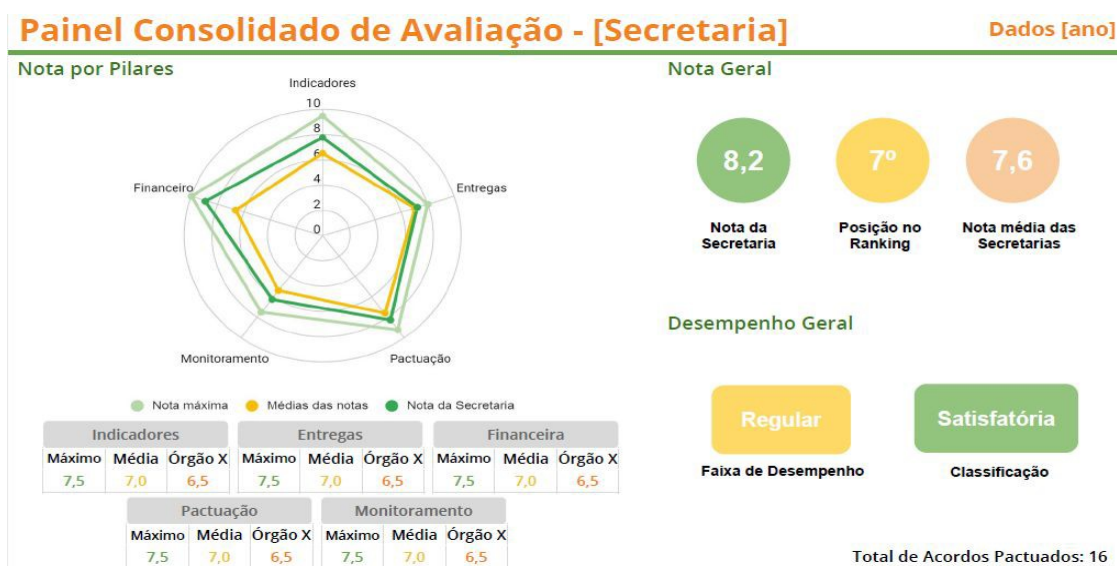 Painel Consolidado de Avaliação - [Secretaria]
Dados [ano]
Nota por Pilares
Indicadores
10
8
6
4
2
0
Financeiro
Entregas
Monitoramento
Pactuação
Nota máxima Médias das notas Nota da Secretaria
Indicadores Entregas Financeira
Máximo Média Órgão X Máximo Média Órgão X Máximo Média Órgão X
7,5 7,0 6,5 7,5 7,0 6,5 7,5 7,0 6,5
Pactuação Monitoramento
Máximo Média Órgão X Máximo Média Órgão X
7,5 7,0 6,5 7,5 7,0 6,5
Nota Geral
8,2 7º 7,6
Nota da Posição no Nota média das
Secretaria Ranking Secretarias
Desempenho Geral
Regular Satisfatória
Faixa de Desempenho Classificação
Total de Acordos Pactuados: 16